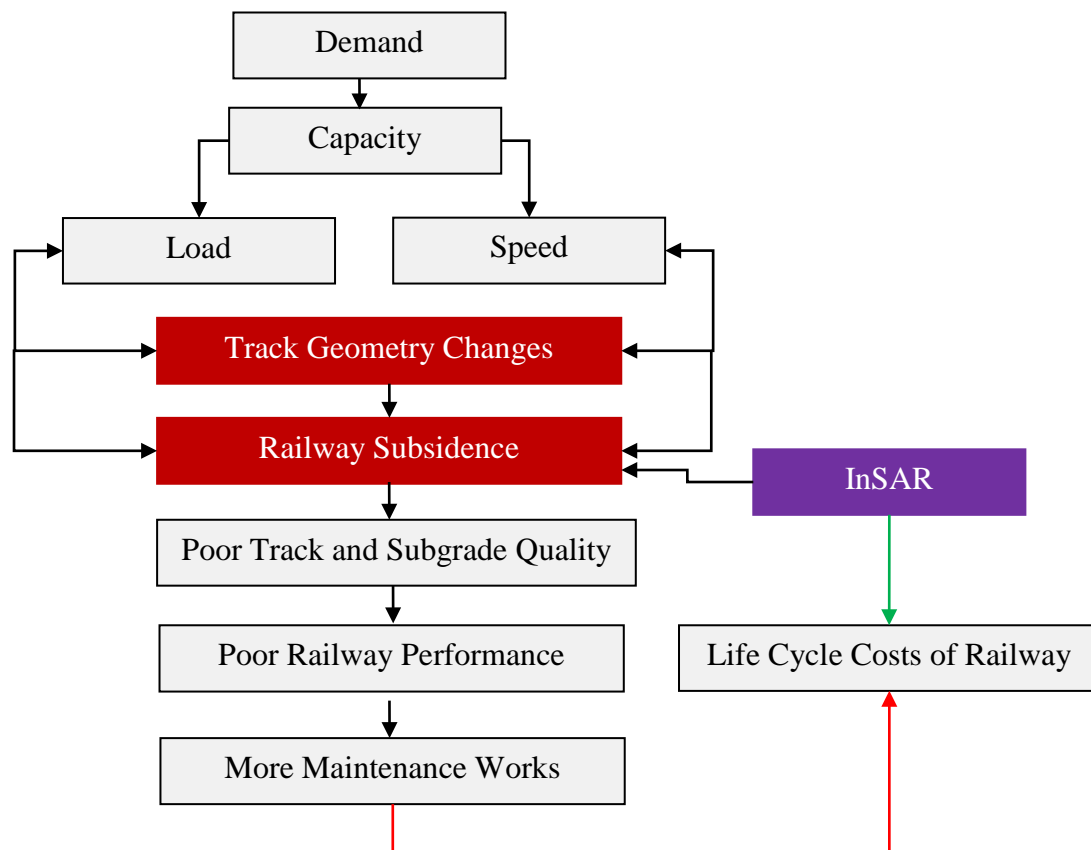 Demand
Capacity
Load
Speed
Track Geometry Changes
Railway Subsidence
InSAR
Poor Track and Subgrade Quality
Poor Railway Performance
Life Cycle Costs of Railway
More Maintenance Works